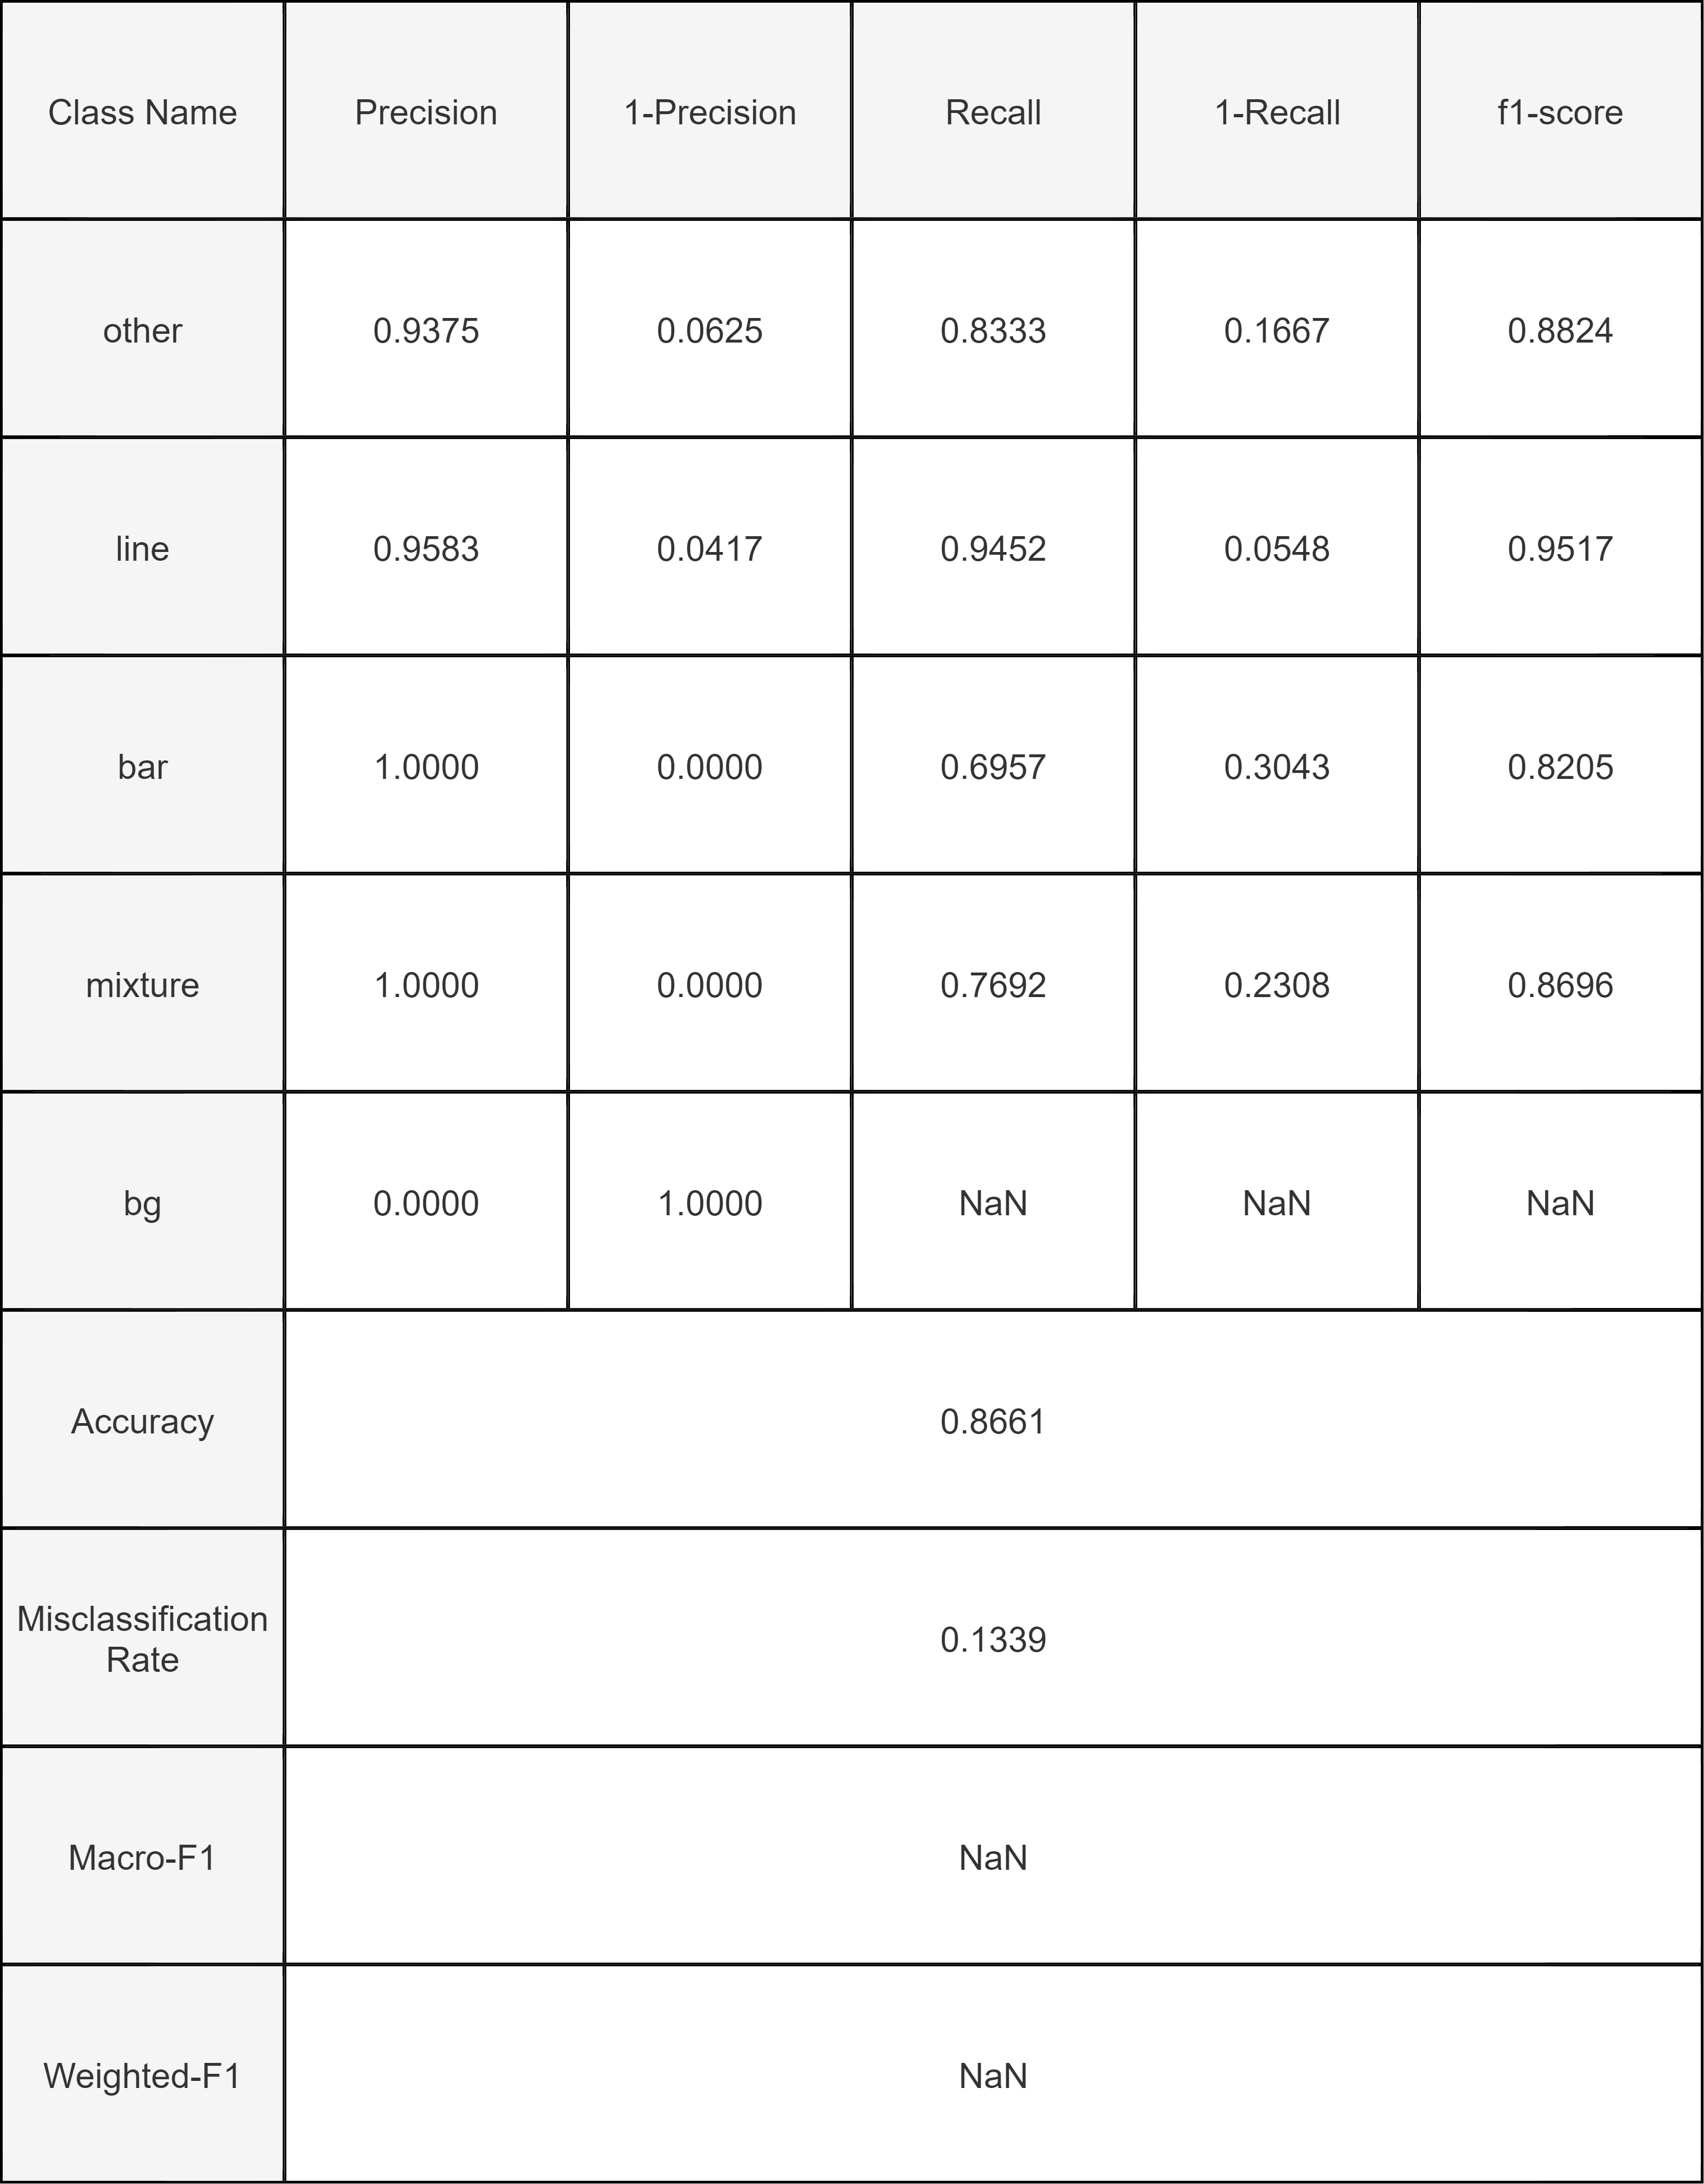 Class Name Precision 1-Precision Recall 1-Recall f1-score
other 0.9375 0.0625 0.8333 0.1667 0.8824
line 0.9583 0.0417 0.9452 0.0548 0.9517
bar 1.0000 0.0000 0.6957 0.3043 0.8205
mixture 1.0000 0.0000 0.7692 0.2308 0.8696
bg 0.0000 1.0000 NaN NaN NaN
Accuracy 0.8661
Misclassification
Rate 0.1339
Macro-F1 NaN
Weighted-F1 NaN